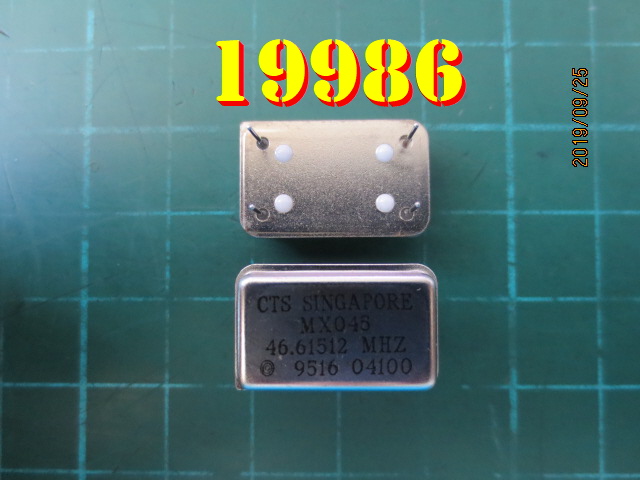 19986
2019/09/25
CTS SINGAPORE
MX045
46.61512 MHZ
9516 04100